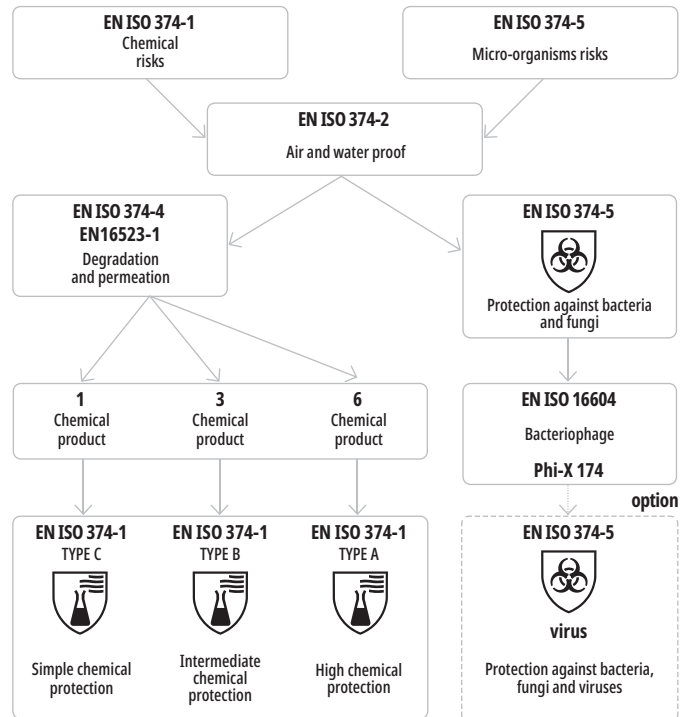 EN ISO 374-1
Chemical
risks
EN ISO 374-5
Micro-organisms risks
EN ISO 374-2
Air and water proof
EN ISO 374-4
EN16523-1
Degradation
and permeation
EN ISO 374-5
Protection against bacteria
and fungi
1
Chemical
product
3
Chemical
product
6
Chemical
product
EN ISO 16604
Bacteriophage
Phi-X 174
option
EN ISO 374-1
TYPE C
Simple chemical
protection
EN ISO 374-1
TYPE B
Intermediate
chemical
protection
EN ISO 374-1
TYPE A
High chemical
protection
EN ISO 374-5
virus
Protection against bacteria,
fungi and viruses